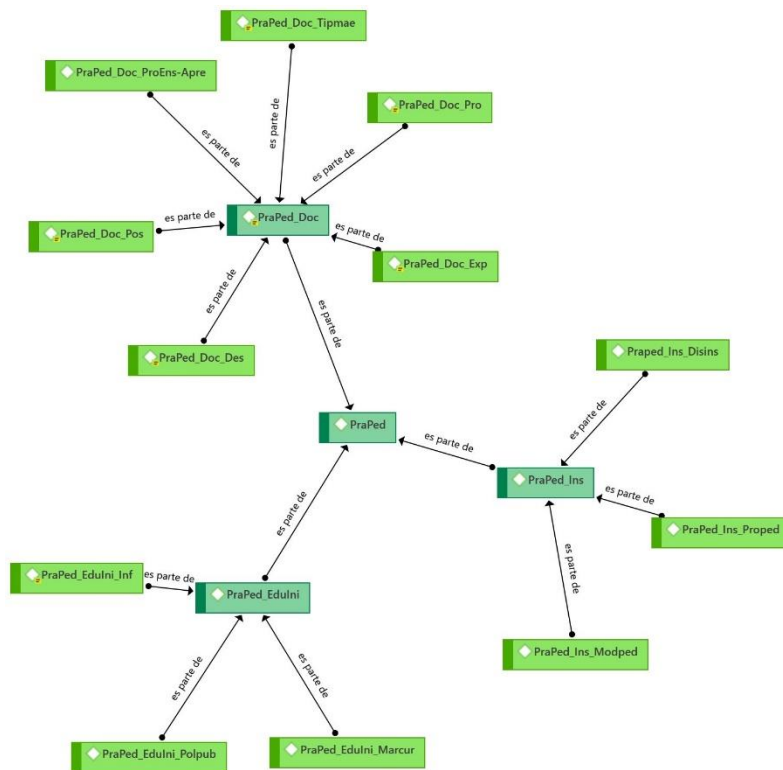 PraPed_Doc_Tipmae
PraPed_Doc_ProEns-Apre
PraPed_Doc_Pro
es parte de
es parte de
es parte de
PraPed_Doc_Pos
es parte de
PraPed_Doc
es parte de
PraPed_Doc_Exp
es parte de
PraPed_Doc_Des
es parte de
Praped_Ins_Disins
es parte de
PraPed
es parte de
PraPed_Ins
es parte de
PraPed_Ins_Proped
es parte de
es parte de
PraPed_EduIni_Inf
es parte de
PraPed_EduIni
PraPed_Ins_Modped
es parte de
es parte de
PraPed_EduIni_Polpub
PraPed_EduIni_Marcur